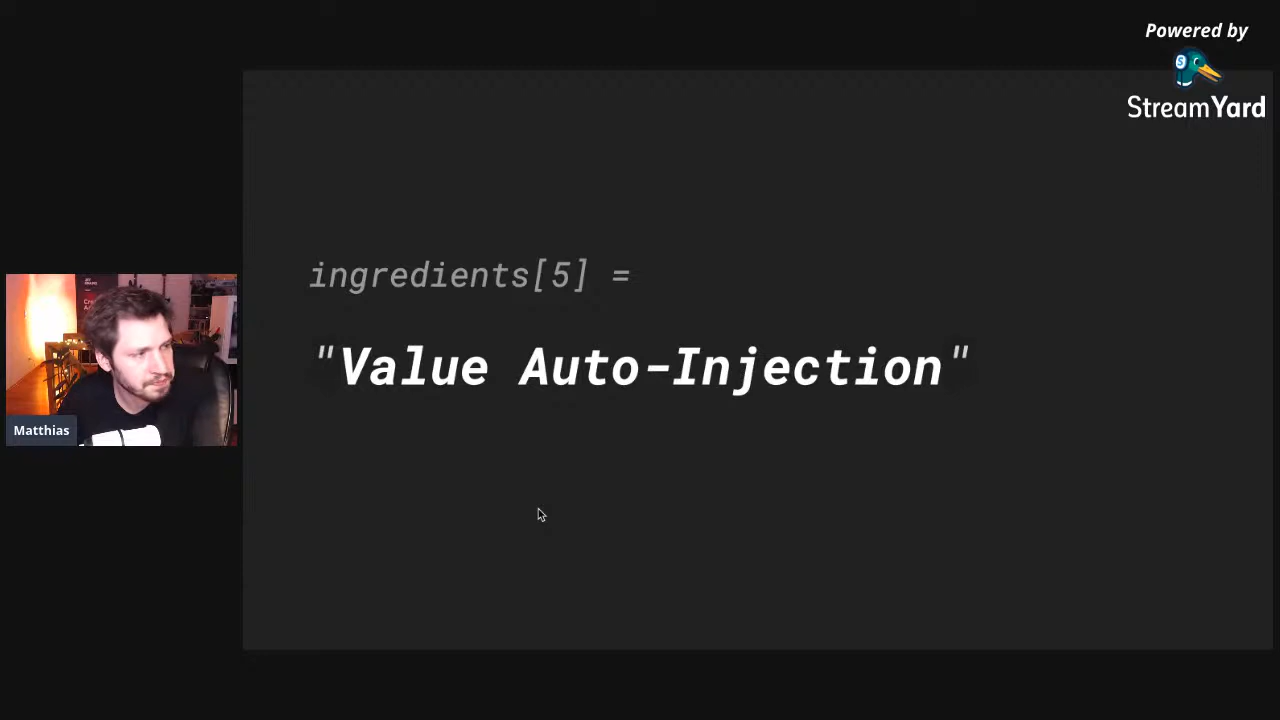 Powered by
StreamYard
ingredients[5] =
"Value Auto-Injection"
Matthias